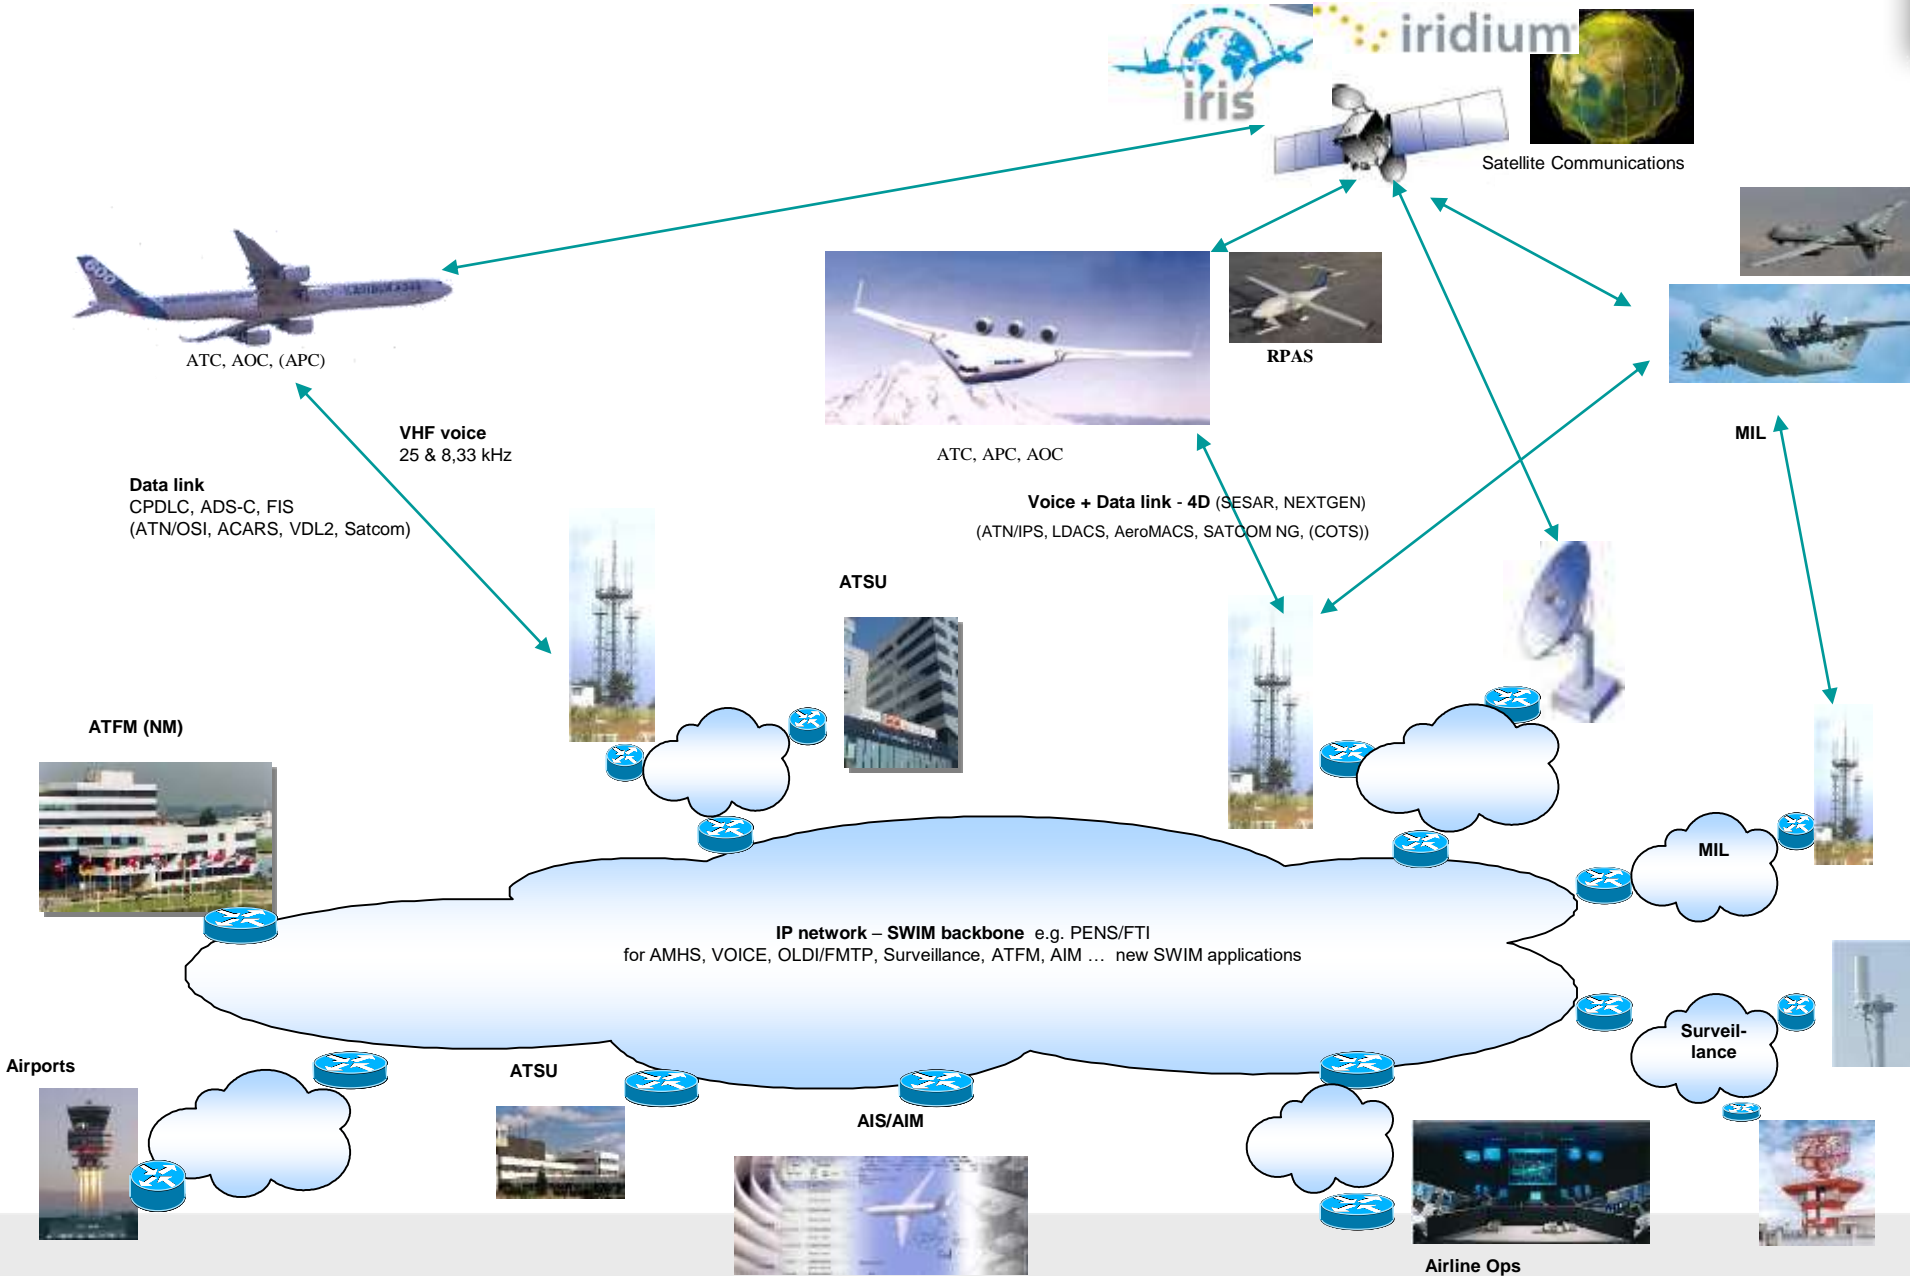 iris
iridium
Satellite Communications
600
ATC, AOC, (APC)
RPAS
VHF voice
25 & 8,33 kHz
MIL
ATC, APC, AOC
Data link
CPDLC, ADS-C, FIS
(ATN/OSI, ACARS, VDL2, Satcom)
Voice + Data link - 4D (SESAR, NEXTGEN)
(ATN/IPS, LDACS, AeroMACS, SATCOM NG, (COTS))
ATSU
ATFM (NM)
MIL
IP network – SWIM backbone e.g. PENS/FTI
for AMHS, VOICE, OLDI/FMTP, Surveillance, ATFM, AIM … new SWIM applications
Surveil-
lance
Airports
ATSU
AIS/AIM
Airline Ops